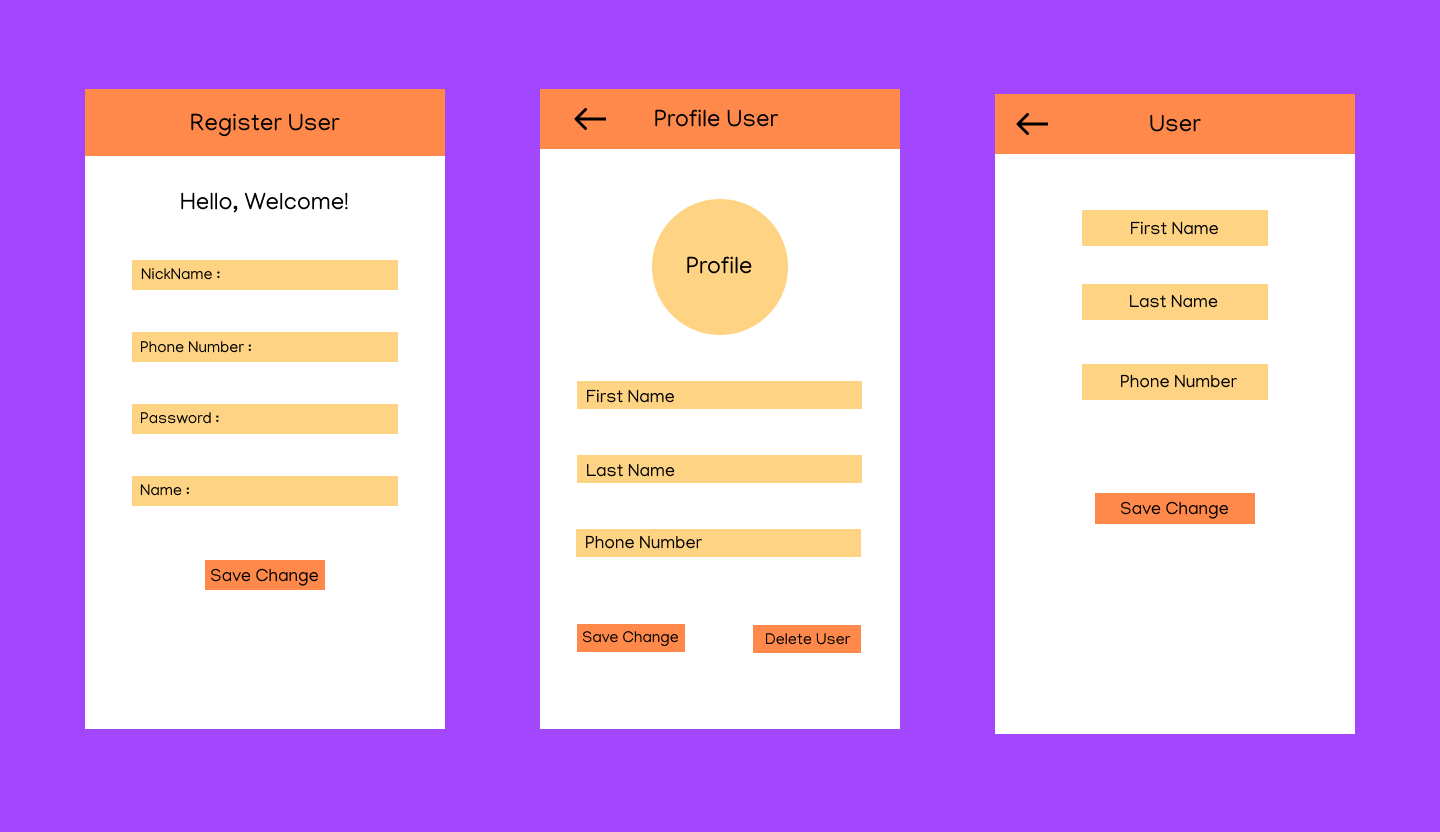 Register User
Hello, Welcome!
NickName :
Phone Number :
Password :
Name :
Save Change
Profile User
Profile
First Name
Last Name
Phone Number
Save Change
Delete User
User
First Name
Last Name
Phone Number
Save Change